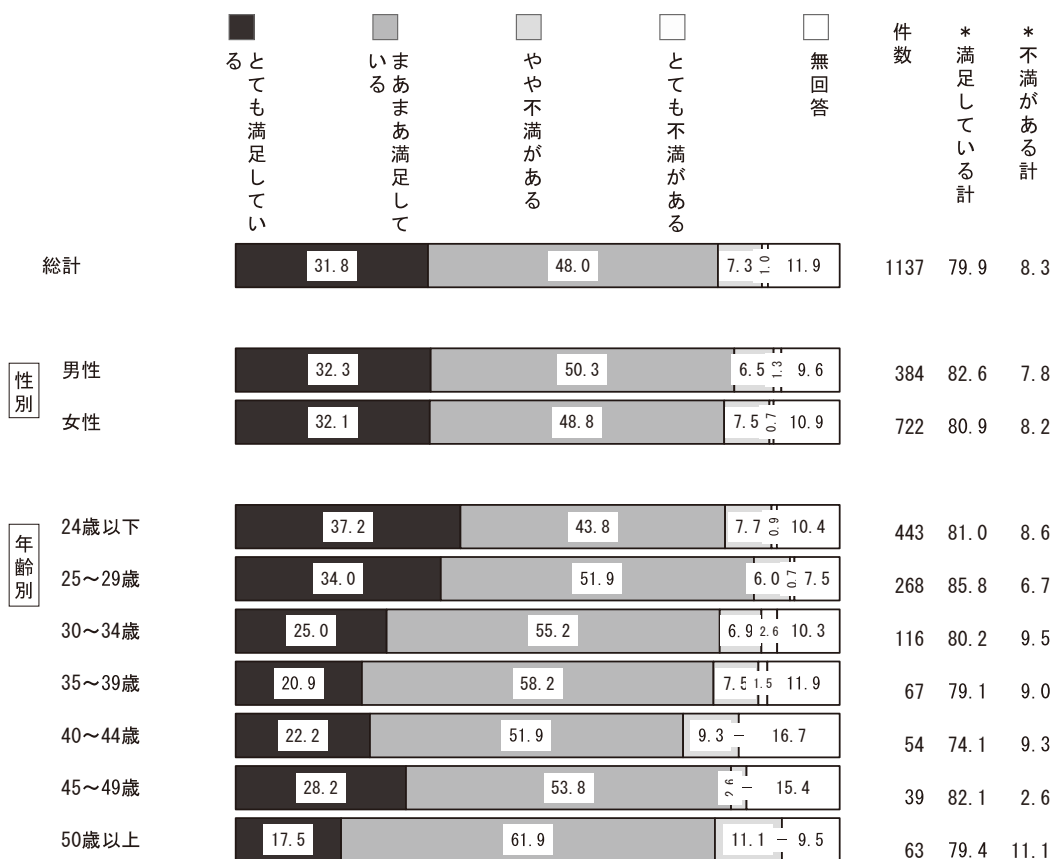 とても満足している
まあまあ満足している
やや不満がある
とても不満がある
無回答
件数
＊満足している計
＊不満がある計
総計 31.8 48.0 7.3 1.0 11.9 1137 79.9 8.3
性別
男性 32.3 50.3 6.5 1.3 9.6 384 82.6 7.8
女性 32.1 48.8 7.5 0.7 10.9 722 80.9 8.2
年齢別
24歳以下 37.2 43.8 7.7 0.9 10.4 443 81.0 8.6
25～29歳 34.0 51.9 6.0 0.7 7.5 268 85.8 6.7
30～34歳 25.0 55.2 6.9 2.6 10.3 116 80.2 9.5
35～39歳 20.9 58.2 7.5 1.5 11.9 67 79.1 9.0
40～44歳 22.2 51.9 9.3 － 16.7 54 74.1 9.3
45～49歳 28.2 53.8 2.6 － 15.4 39 82.1 2.6
50歳以上 17.5 61.9 11.1 － 9.5 63 79.4 11.1